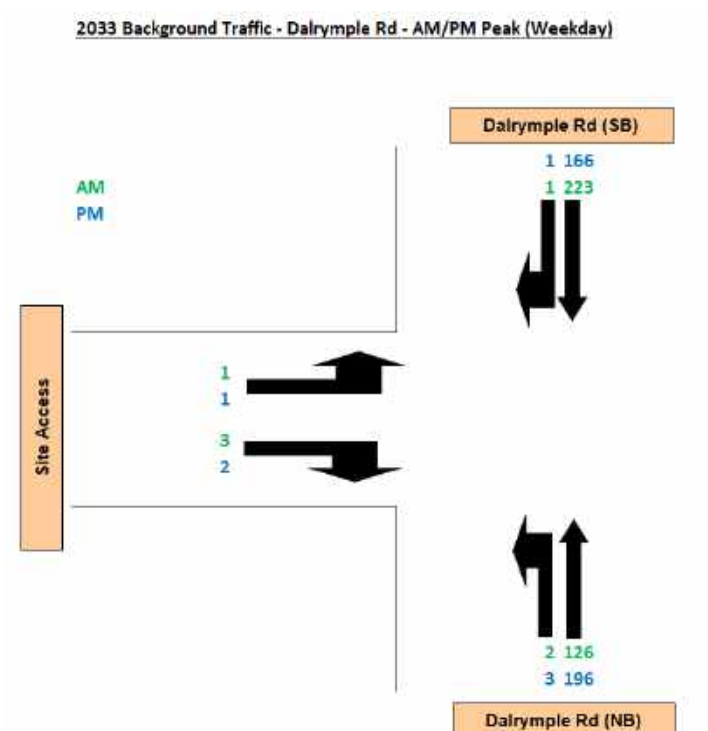 2033 Background Traffic - Dalrymple Rd - AM/PM Peak (Weekday)
Dalrymple Rd (SB)
1 166
1 223
AM
PM
Site Access
1
1
3
2
2 126
3 196
Dalrymple Rd (NB)